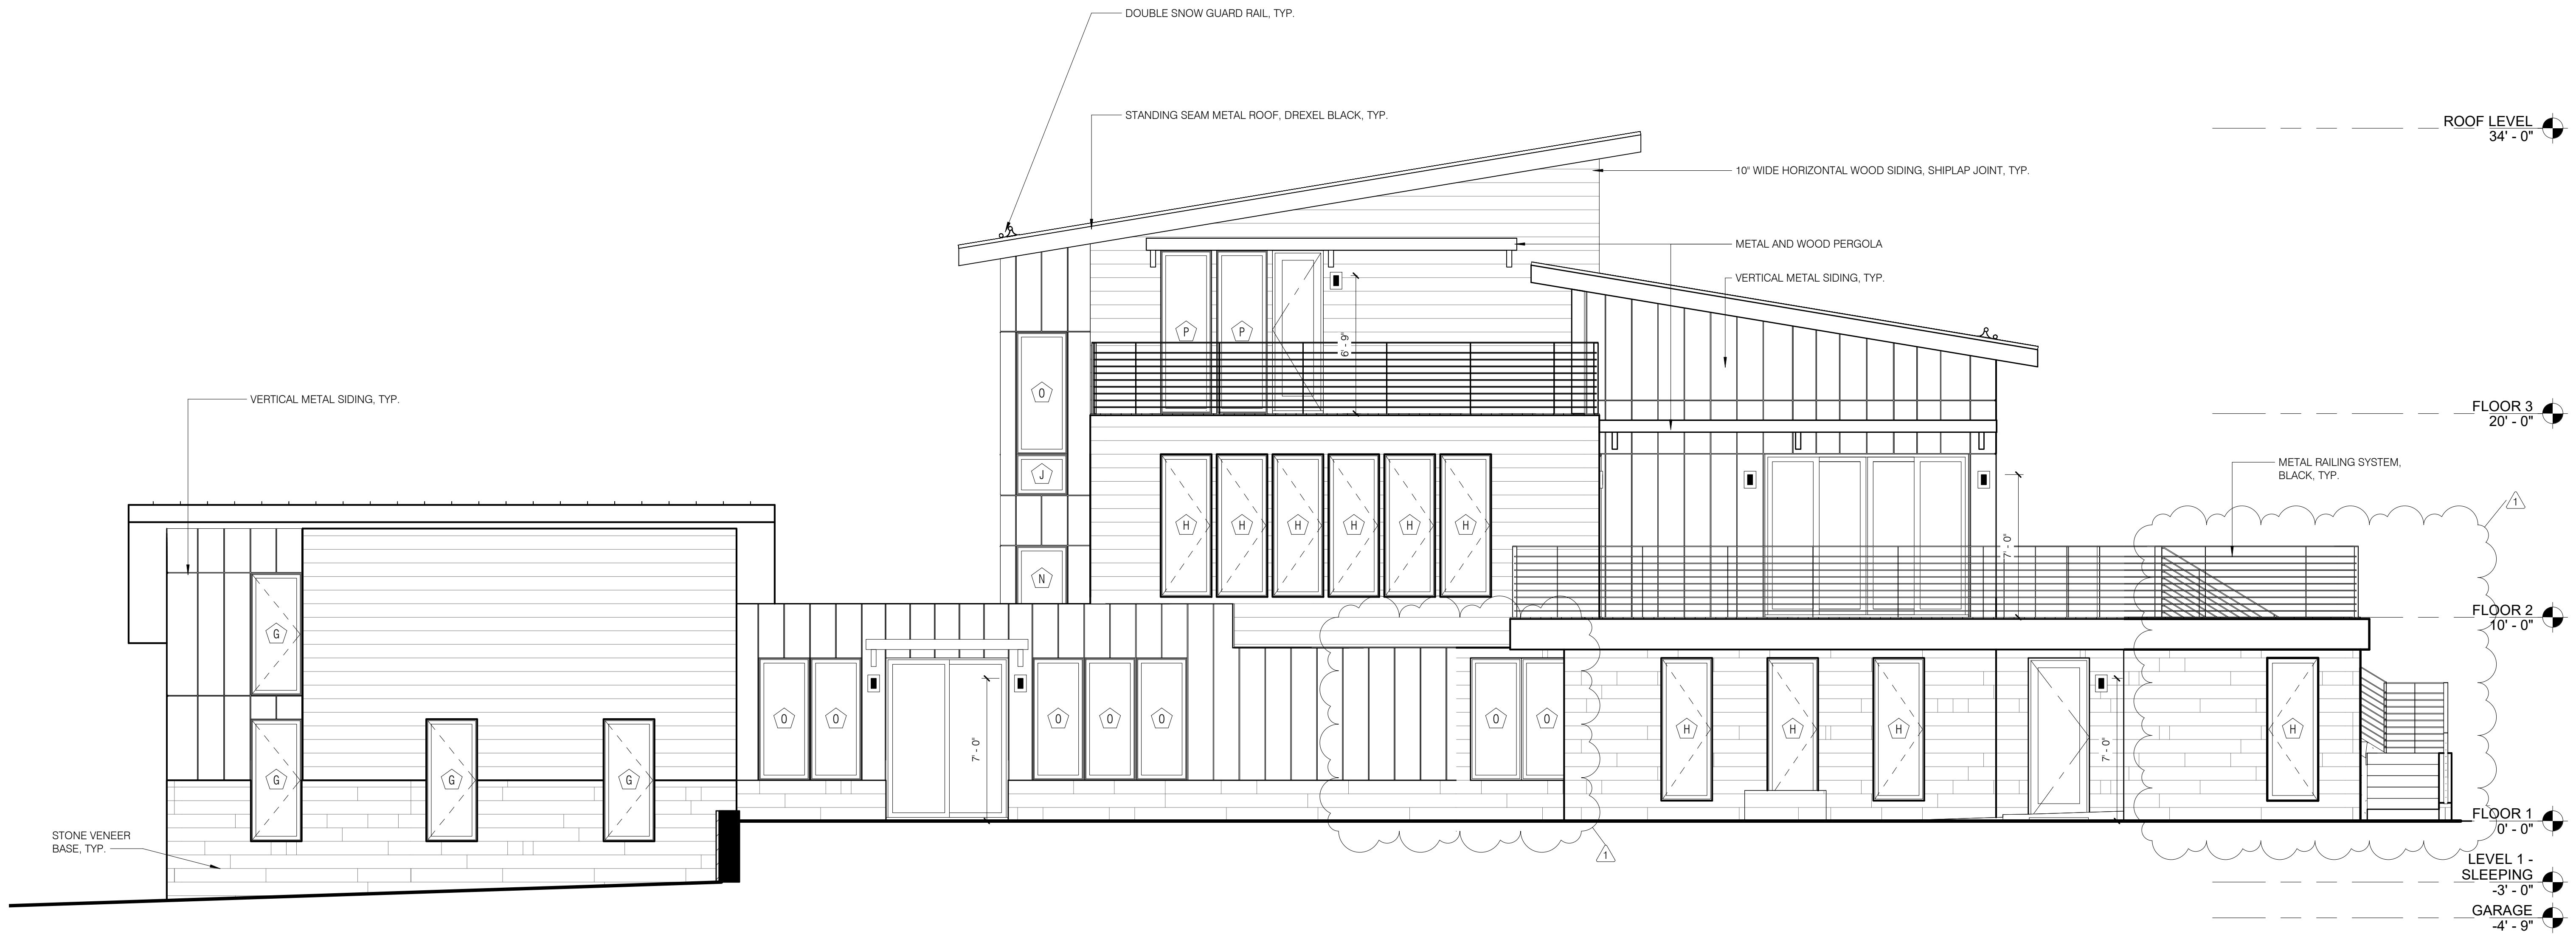 DOUBLE SNOW GUARD RAIL, TYP.
STANDING SEAM METAL ROOF, DREXEL BLACK, TYP.
ROOF LEVEL
34' - 0"
10" WIDE HORIZONTAL WOOD SIDING, SHIPLAP JOINT, TYP.
METAL AND WOOD PERGOLA
VERTICAL METAL SIDING, TYP.
P
P
6' - 9"
O
VERTICAL METAL SIDING, TYP.
FLOOR 3
20' - 0"
METAL RAILING SYSTEM,
BLACK, TYP.
J
1
H
H
H
H
H
H
7' - 0"
N
FLOOR 2
10' - 0"
G
O
O
O
O
O
O
O
H
H
H
H
7' - 0"
7' - 0"
G
G
G
STONE VENEER
BASE, TYP.
1
FLOOR 1
0' - 0"
LEVEL 1 -
SLEEPING
-3' - 0"
GARAGE
-4' - 9"